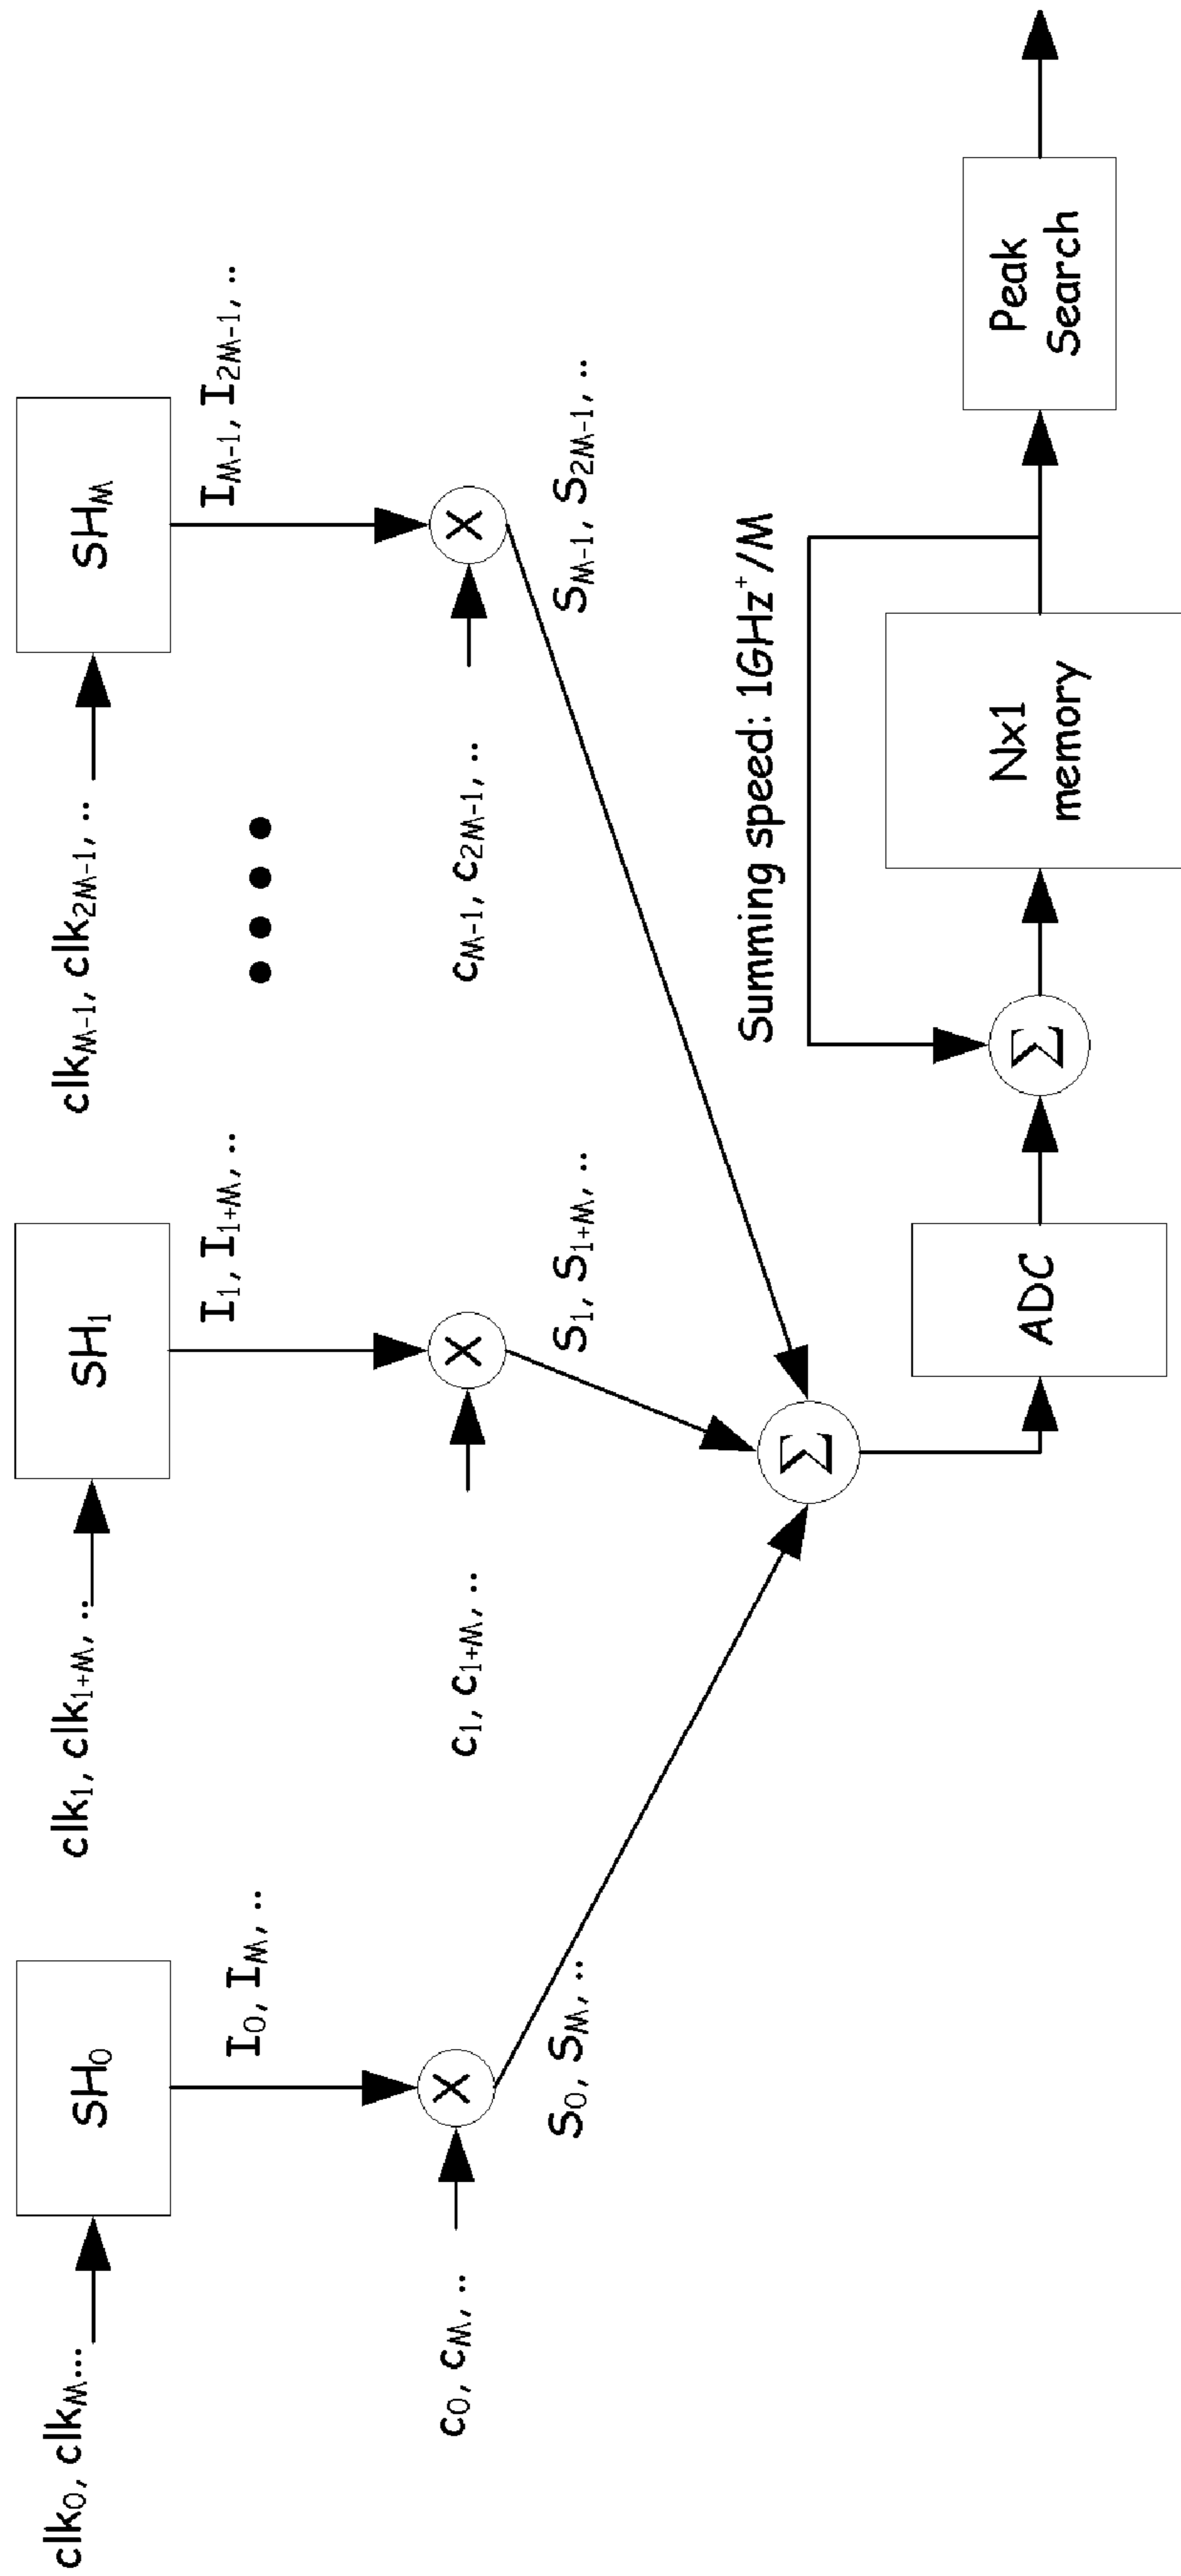 clk0, clkM...
SH0
I0, IM, ..
c0, cM, ..
X
S0, SM, ..
clk1, clk1+M, ..
SH1
I1, I1+M, ..
c1, c1+M, ..
X
S1, S1+M, ..
clkM-1, clk2M-1, ..
SHM
IM-1, I2M-1, ..
cM-1, c2M-1, ..
X
SM-1, S2M-1, ..
Σ
ADC
Σ
Summing speed: 1GHz+/M
Nx1
memory
Peak
Search